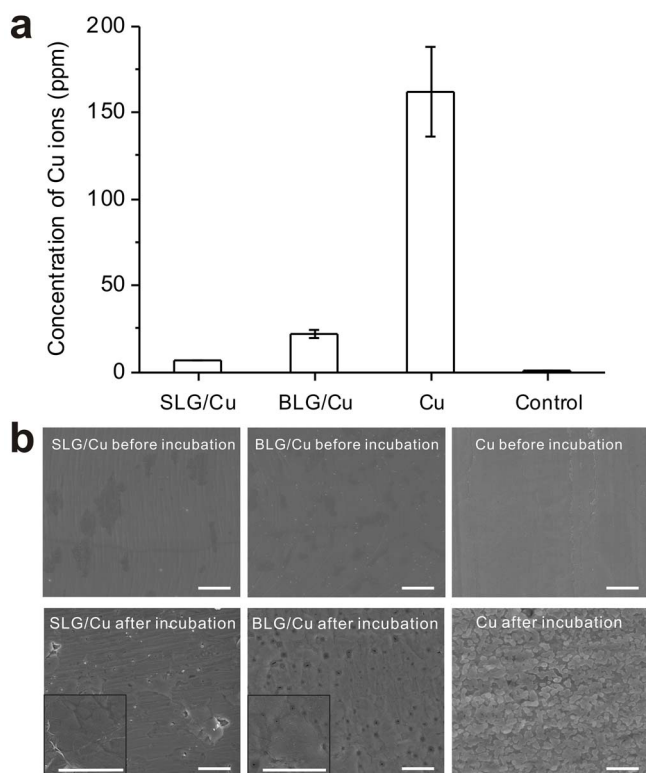 a
Concentration of Cu ions (ppm)
200
150
100
50
0
SLG/Cu BLG/Cu Cu Control
b
SLG/Cu before incubation BLG/Cu before incubation Cu before incubation
SLG/Cu after incubation BLG/Cu after incubation Cu after incubation